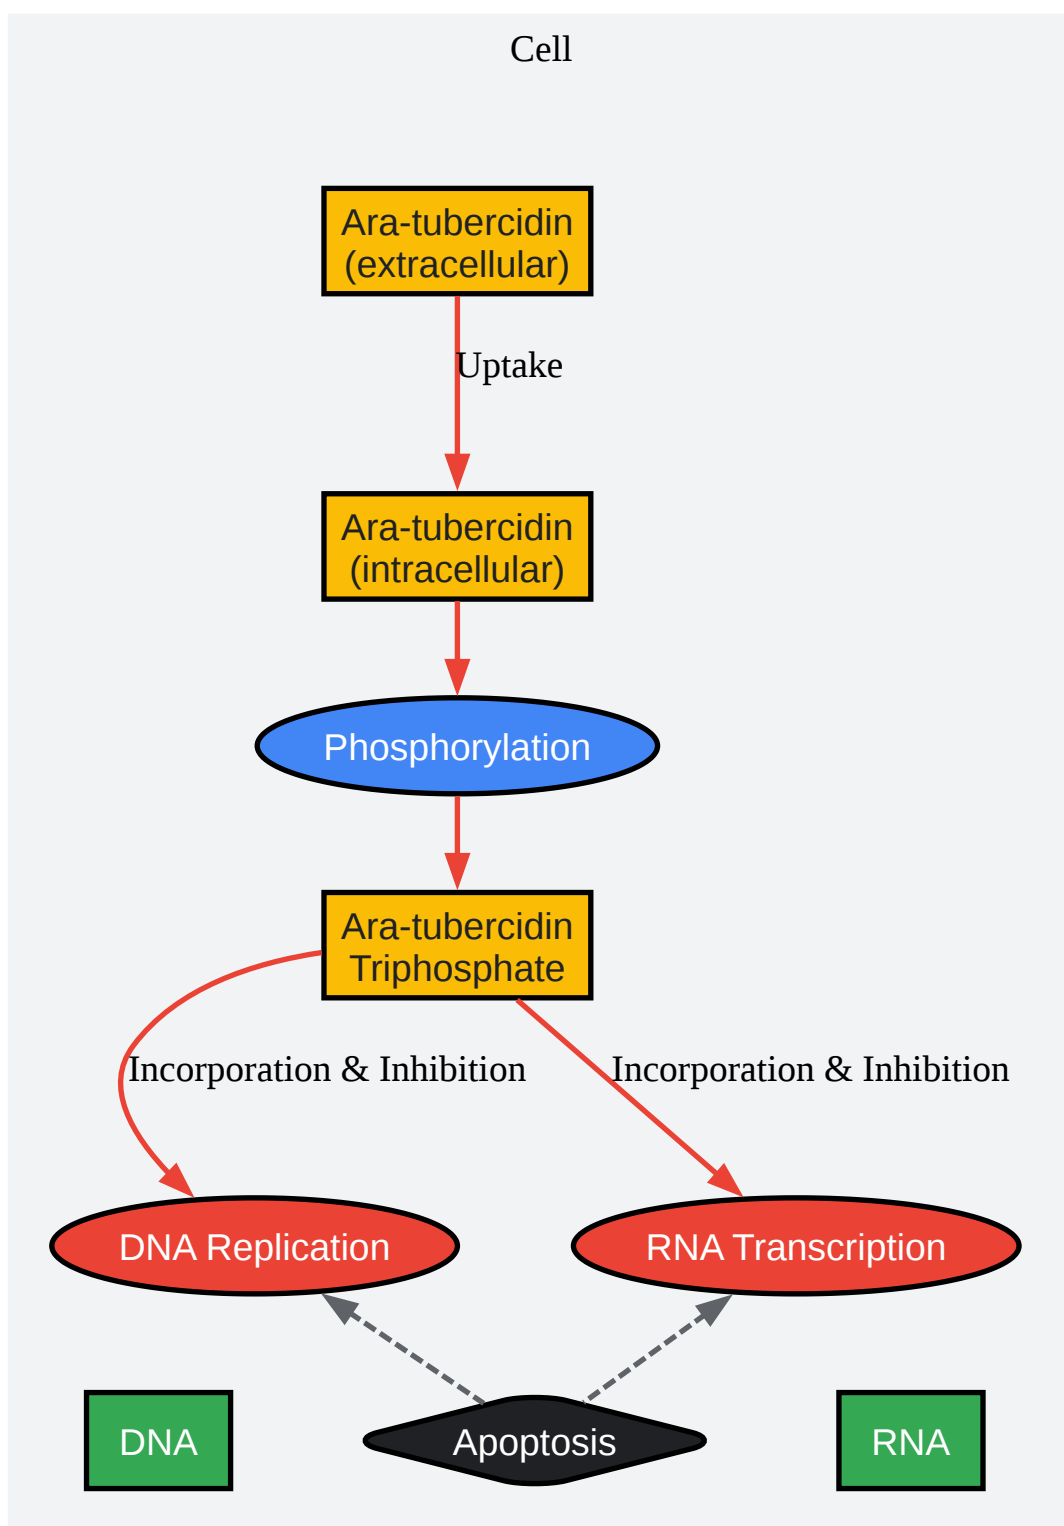 Cell
Ara-tubercidin
(extracellular)
Uptake
Ara-tubercidin
(intracellular)
Phosphorylation
Ara-tubercidin
Triphosphate
Incorporation & Inhibition
Incorporation & Inhibition
DNA Replication
RNA Transcription
DNA
Apoptosis
RNA